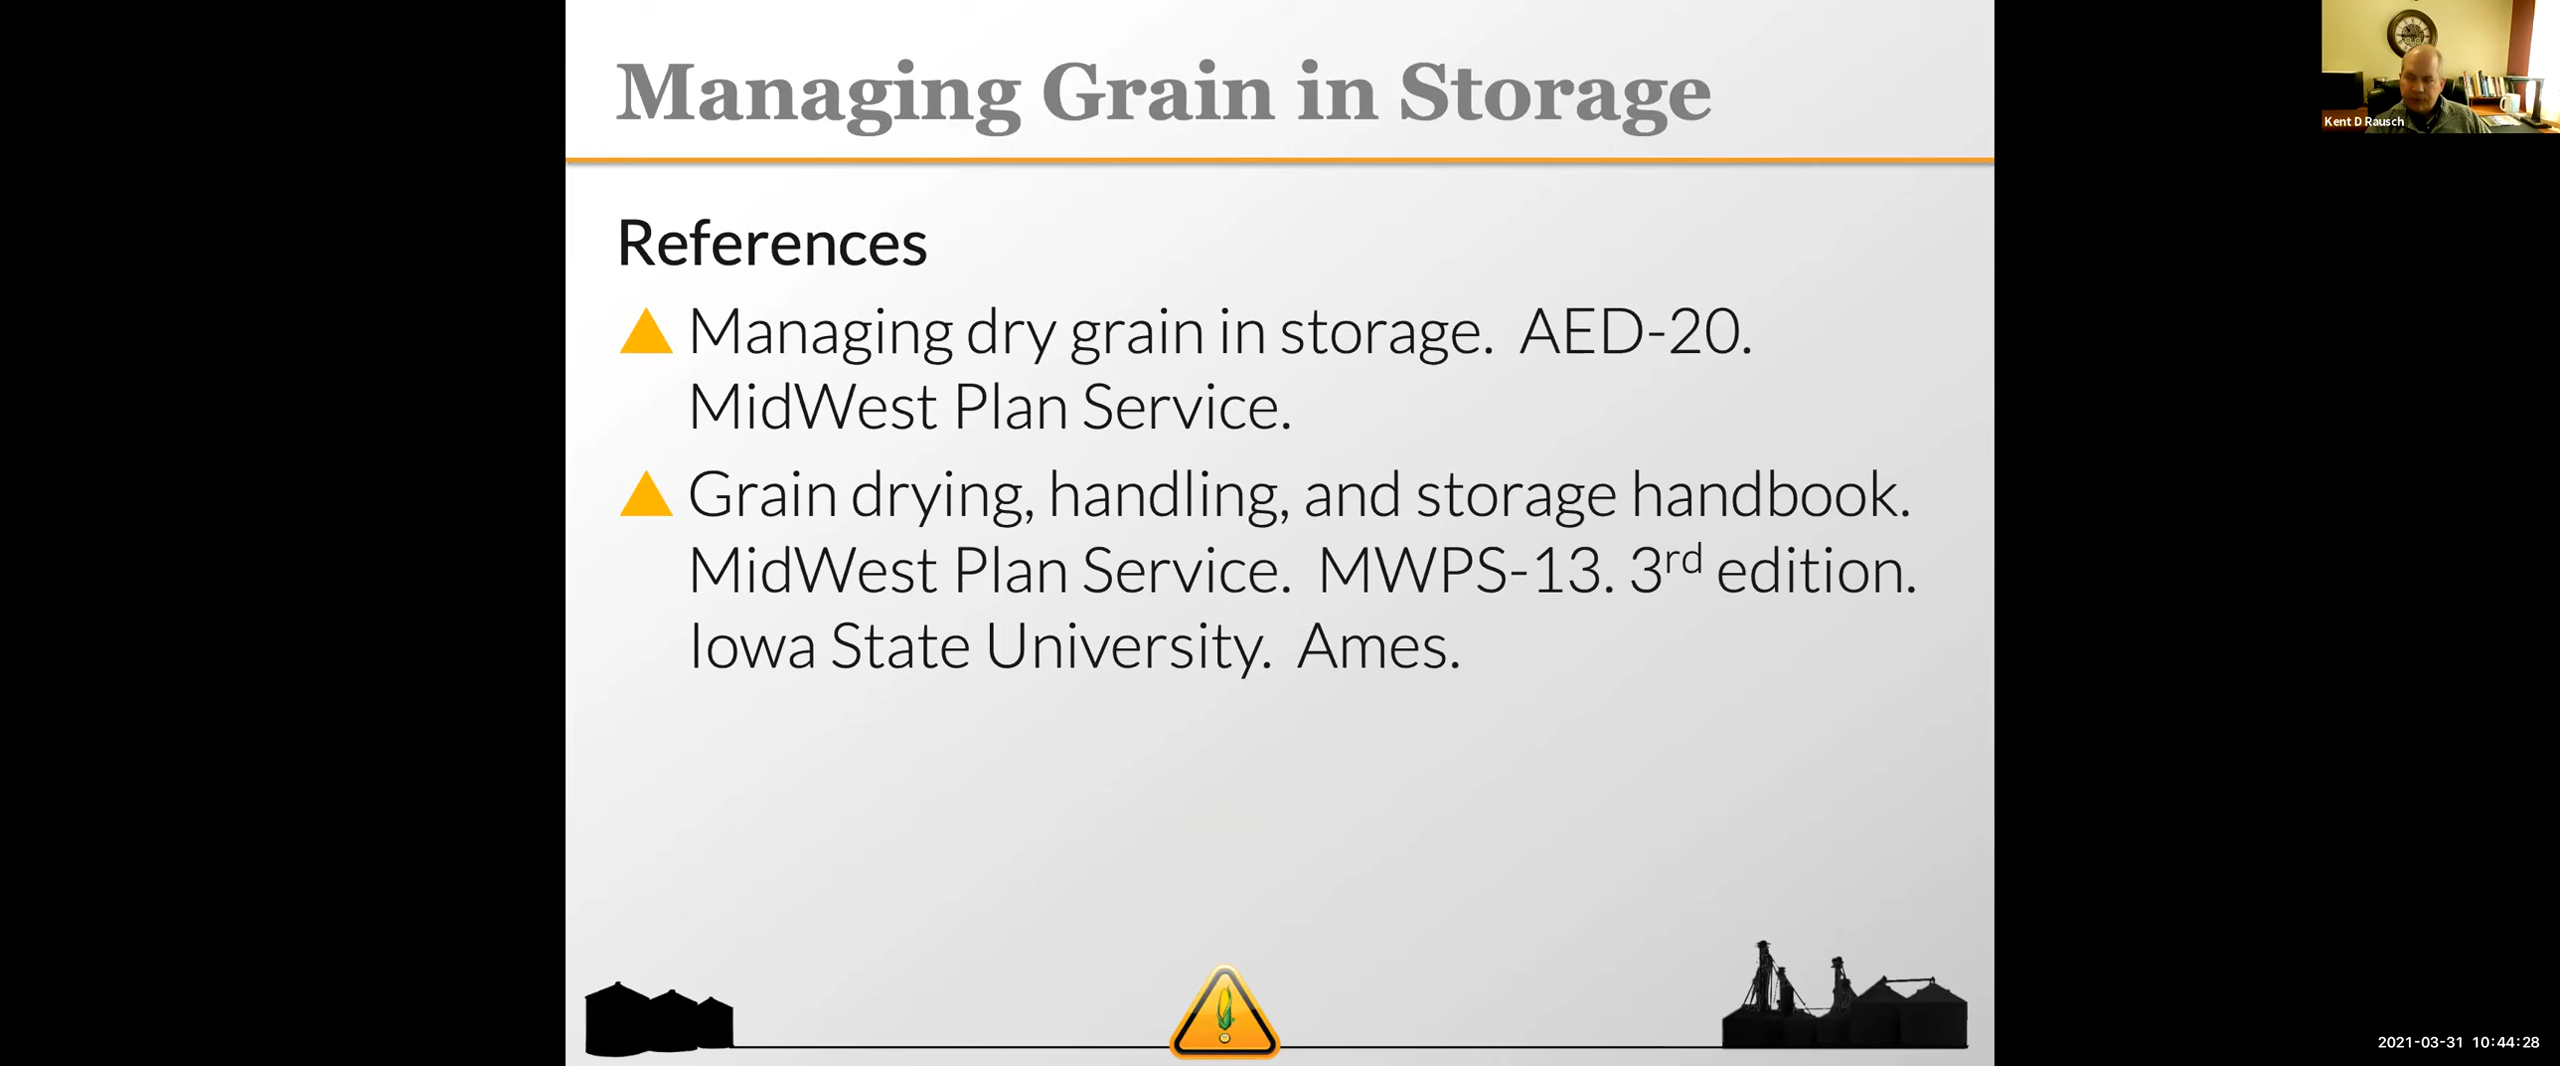 Managing Grain in Storage
Kent D Rausch
References
Managing dry grain in storage.  AED-20.
MidWest Plan Service.
Grain drying, handling, and storage handbook.
MidWest Plan Service.  MWPS-13. 3rd edition.
Iowa State University.  Ames.
2021-03-31 10:44:28